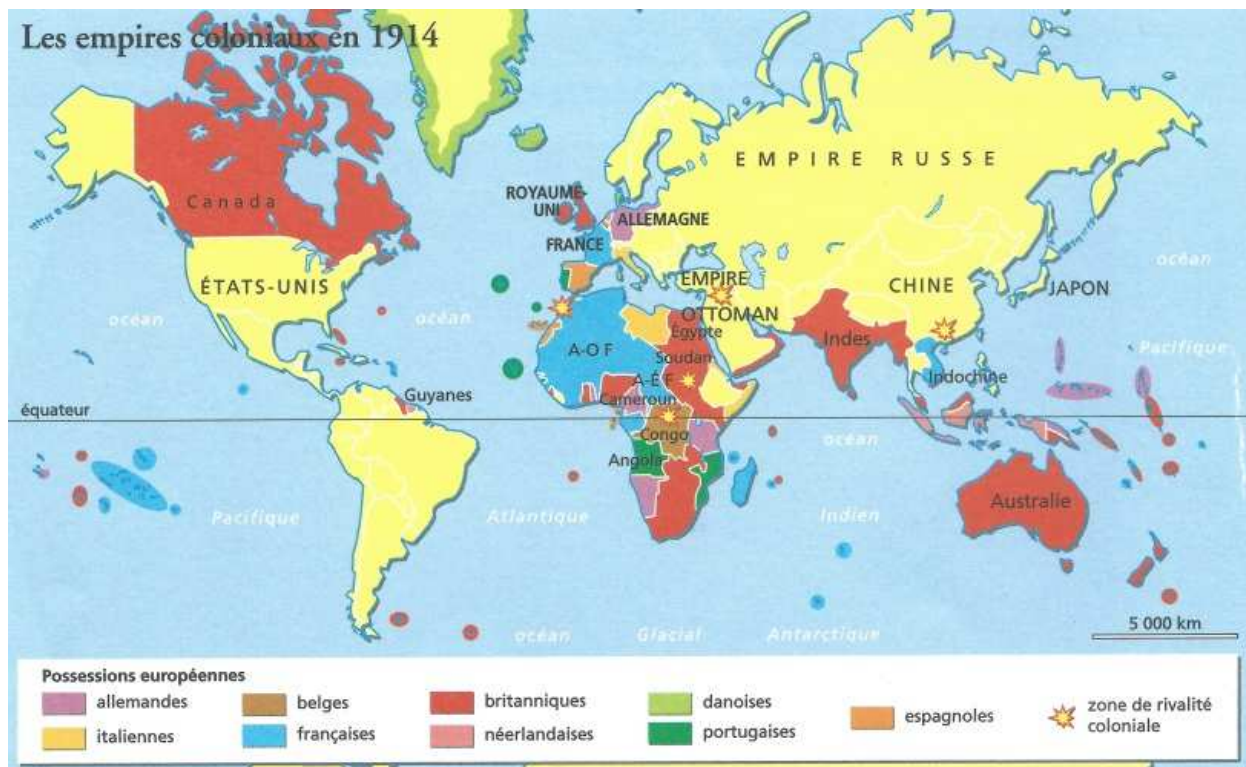 Les empires coloniaux en 1914
EMPIRE RUSSE
Canada
ROYAUME-
UNI
ALLEMAGNE
FRANCE
océan
ÉTATS-UNIS
EMPIRE
CHINE
JAPON
océan
océan
OTTOMAN
Égypte
Indes
Pacifique
A-O F
Soudan
A-É F
Indochine
Guyanes
Cameroun
équateur
Congo
océan
Angola
Australie
Pacifique
Atlantique
Indien
océan
Glacial
Antarctique
5 000 km
Possessions européennes
allemandes
belges
britanniques
danoises
espagnoles
zone de rivalité
coloniale
italiennes
françaises
néerlandaises
portugaises